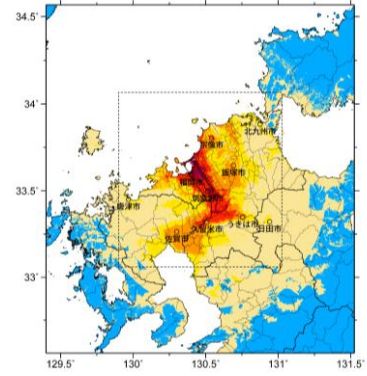 34.5˚
34˚
北九州市
宗像市
飯塚市
福岡市
33.5˚
筑紫野市
唐津市
うきは市
日田市
久留米市
佐賀市
33˚
129.5˚
130˚
130.5˚
131˚
131.5˚